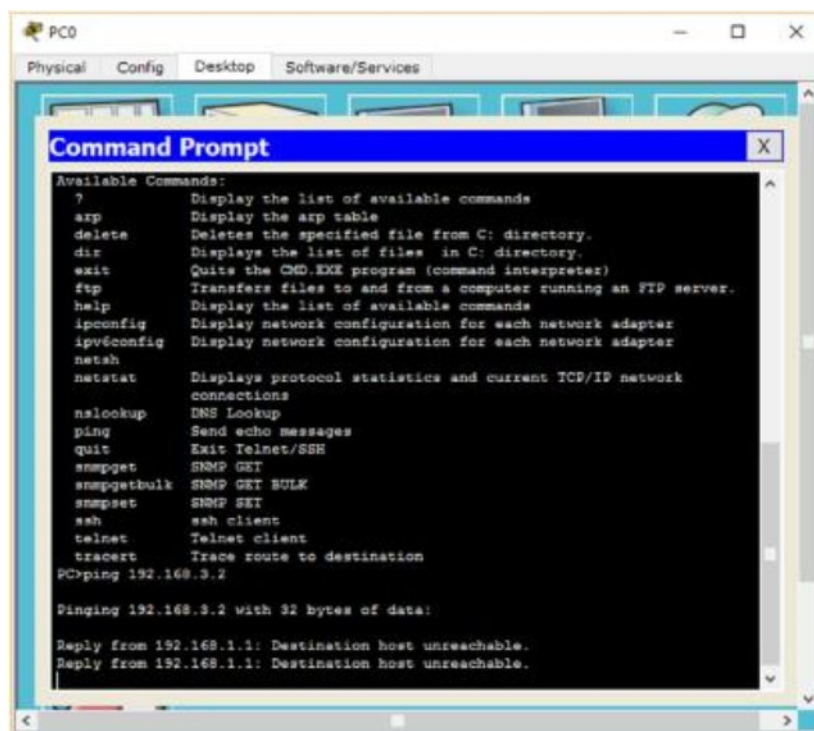 PC0
Physical Config Desktop Software/Services
Command Prompt
X
Available Commands:
? Display the list of available commands
arp Display the arp table
delete Deletes the specified file from C: directory.
dir Displays the list of files in C: directory.
exit Quits the CMD.EXE program (command interpreter)
ftp Transfers files to and from a computer running an FTP server.
help Display the list of available commands
ipconfig Display network configuration for each network adapter
ipv6config Display network configuration for each network adapter
netsh
netstat Displays protocol statistics and current TCP/IP network
connections
nslookup DNS Lookup
ping Send echo messages
quit Exit Telnet/SSH
snmpget SNMP GET
snmpgetbulk SNMP GET BULK
snmpset SNMP SET
ssh ssh client
telnet Telnet client
tracert Trace route to destination
PC>ping 192.168.3.2
Pinging 192.168.3.2 with 32 bytes of data:
Reply from 192.168.1.1: Destination host unreachable.
Reply from 192.168.1.1: Destination host unreachable.